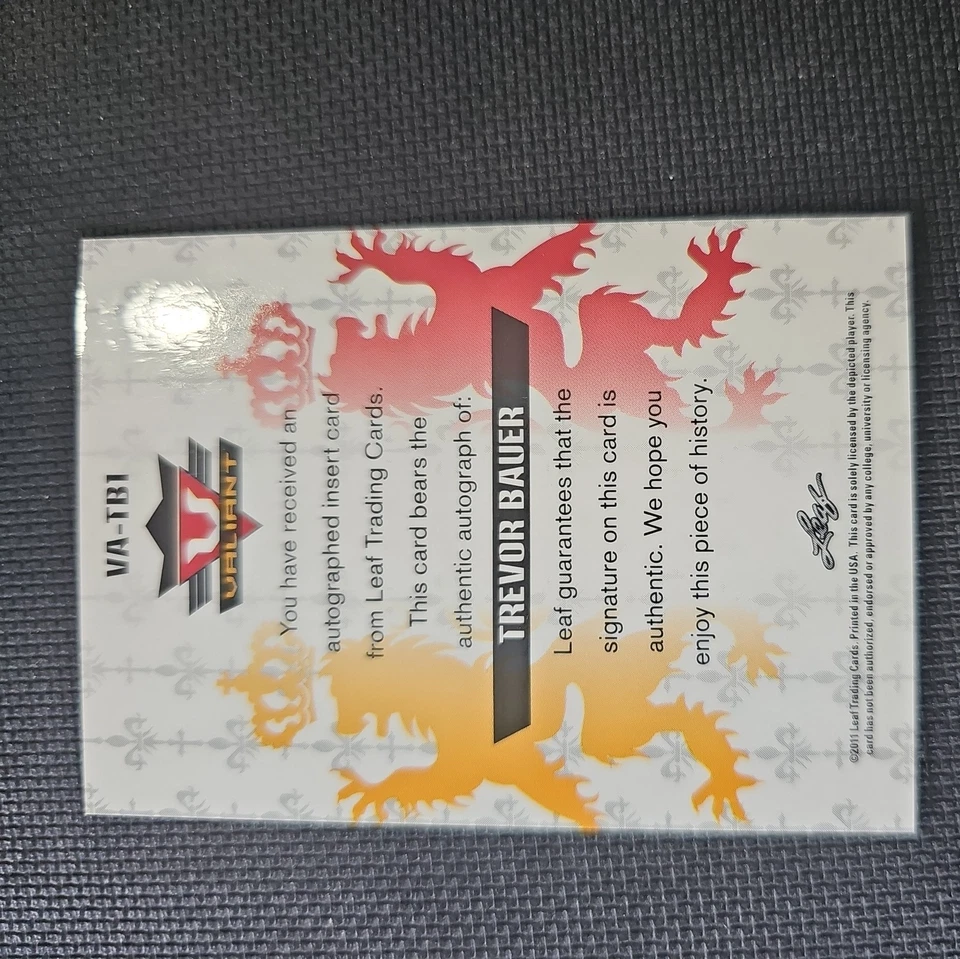 VA-TB1
VALIANT
You have received an
autographed insert card
from Leaf Trading Cards.
This card bears the
authentic autograph of:
TREVOR BAUER
Leaf guarantees that the
signature on this card is
authentic. We hope you
enjoy this piece of history.
Leaf
©2011 Leaf Trading Cards. Printed in the USA. This card is solely licensed by the depicted player. This
card has not been authorized, endorsed or approved by any college, university or licensing agency.